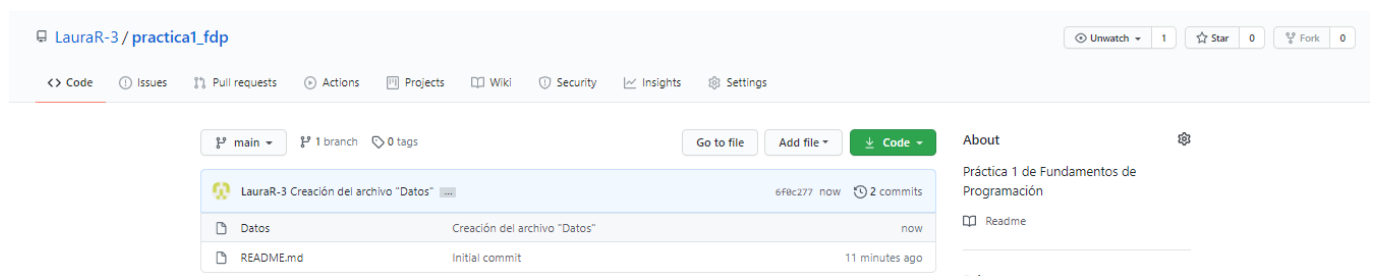 LauraR-3 / practica1_fdp
Unwatch 1 Star 0 Fork 0
Code Issues Pull requests Actions Projects Wiki Security Insights Settings
main 1 branch 0 tags Go to file Add file Code
About
Práctica 1 de Fundamentos de
Programación
Readme
LauraR-3 Creación del archivo "Datos" ... 6f0c277 now 2 commits
Datos Creación del archivo "Datos" now
README.md Initial commit 11 minutes ago